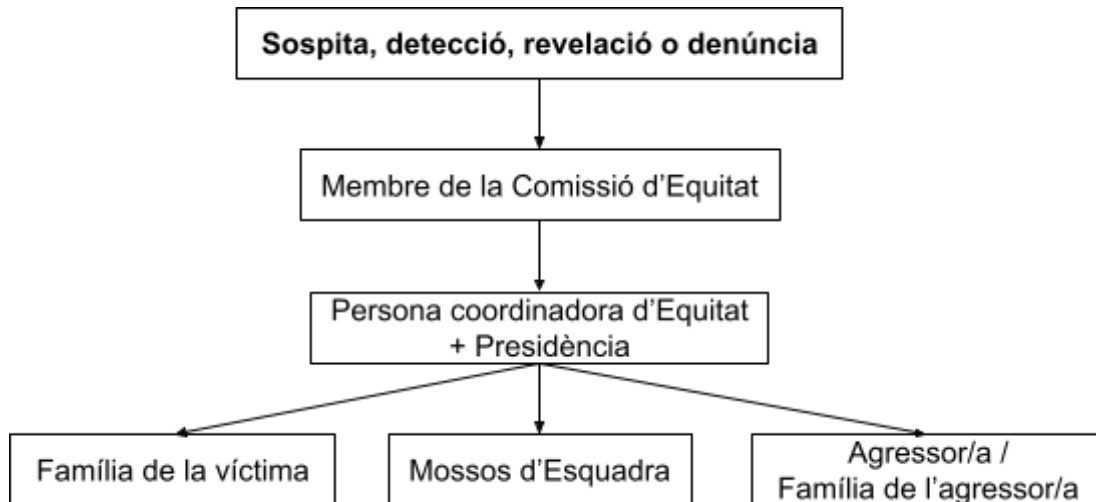 Sospita, detecció, revelació o denúncia
Membre de la Comissió d’Equitat
Persona coordinadora d’Equitat
+ Presidència
Família de la víctima
Mossos d’Esquadra
Agressor/a /
Família de l’agressor/a